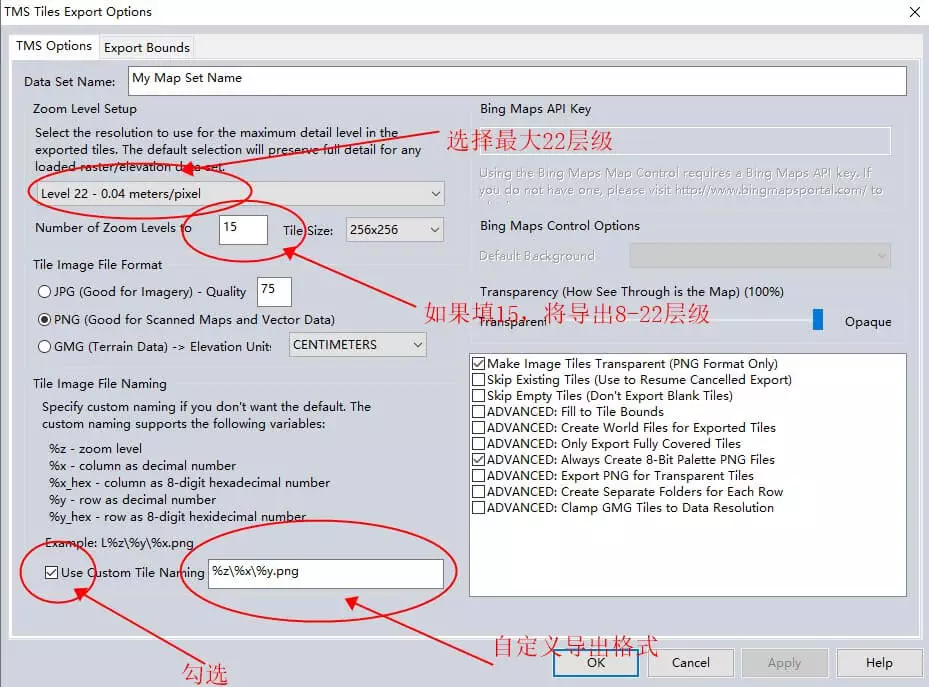 TMS Tiles Export Options
TMS Options
Export Bounds
Data Set Name:
My Map Set Name
Zoom Level Setup
Select the resolution to use for the maximum detail level in the
exported tiles. The default selection will preserve full detail for any
loaded raster/elevation data set.
选择最大22层级
Level 22 - 0.04 meters/pixel
Number of Zoom Levels to
15
Tile Size:
256x256
如果填15，将导出8-22层级
Tile Image File Format
JPG (Good for Imagery) - Quality
75
PNG (Good for Scanned Maps and Vector Data)
GMG (Terrain Data) -> Elevation Unit:
CENTIMETERS
Tile Image File Naming
Specify custom naming if you don't want the default. The
custom naming supports the following variables:
%z - zoom level
%x - column as decimal number
%x_hex - column as 8-digit hexadecimal number
%y - row as decimal number
%y_hex - row as 8-digit hexidecimal number
Example: L%z\%y\%x.png
Use Custom Tile Naming
%z\%x\%y.png
勾选
自定义导出格式
Bing Maps API Key
Using the Bing Maps Map Control requires a Bing Maps API key. If
you do not have one, please visit http://www.bingmapsportal.com/ to
Bing Maps Control Options
Default Background
Transparency (How See Through is the Map) (100%)
Transparent
Opaque
Make Image Tiles Transparent (PNG Format Only)
Skip Existing Tiles (Use to Resume Cancelled Export)
Skip Empty Tiles (Don't Export Blank Tiles)
ADVANCED: Fill to Tile Bounds
ADVANCED: Create World Files for Exported Tiles
ADVANCED: Only Export Fully Covered Tiles
ADVANCED: Always Create 8-Bit Palette PNG Files
ADVANCED: Export PNG for Transparent Tiles
ADVANCED: Create Separate Folders for Each Row
ADVANCED: Clamp GMG Tiles to Data Resolution
OK
Cancel
Apply
Help